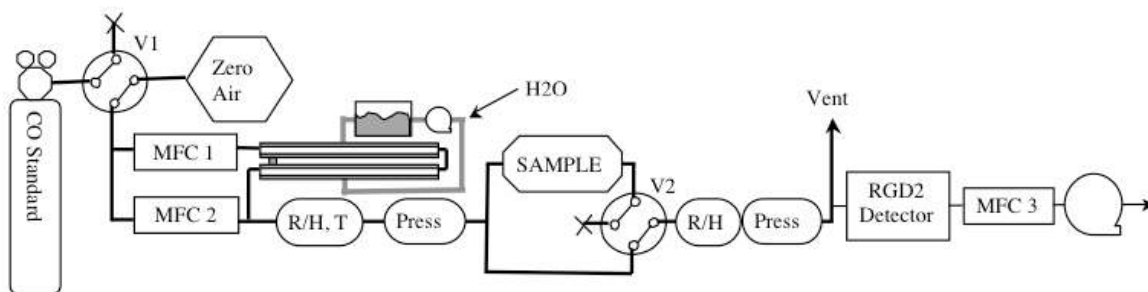 V1
Zero
Air
H2O
CO Standard
MFC 1
MFC 2
R/H, T
Press
SAMPLE
V2
R/H
Press
Vent
RGD2
Detector
MFC 3